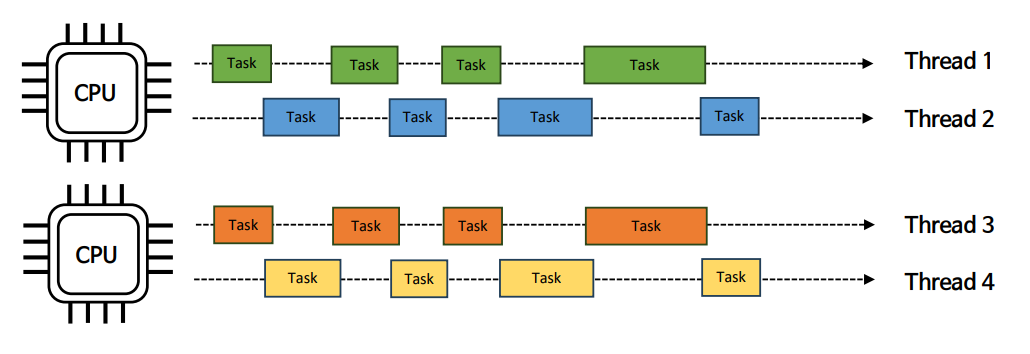 CPU
Task Task Task Task Thread 1
Task Task Task Task Thread 2
CPU
Task Task Task Task Thread 3
Task Task Task Task Thread 4